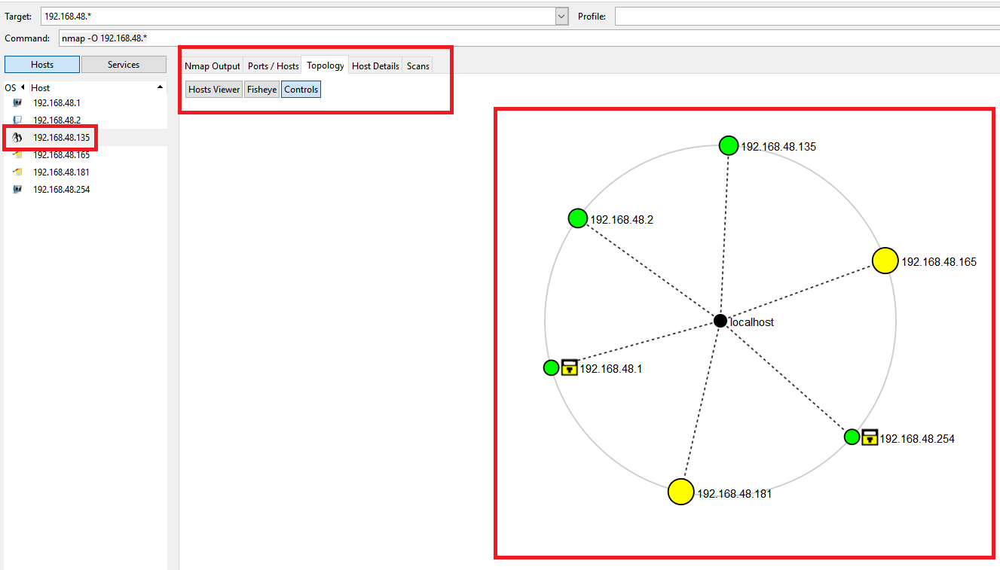 Target: 192.168.48.* Profile:
Command: nmap -O 192.168.48.*
Hosts Services
Nmap Output Ports / Hosts Topology Host Details Scans
OS Host
Hosts Viewer Fisheye Controls
192.168.48.1
192.168.48.2
192.168.48.135
192.168.48.165
192.168.48.181
192.168.48.254
192.168.48.135
192.168.48.2
192.168.48.165
localhost
192.168.48.1
192.168.48.254
192.168.48.181